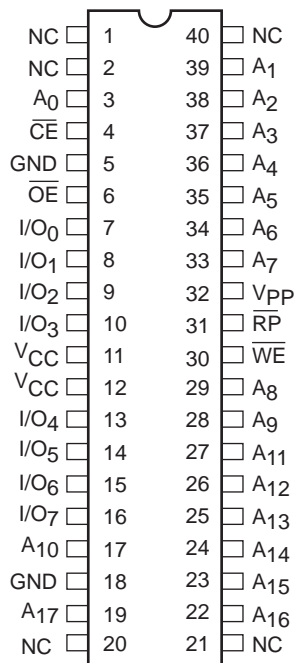 NC 1 40 NC
NC 2 39 A1
A0 3 38 A2
C̅E̅ 4 37 A3
GND 5 36 A4
O̅E̅ 6 35 A5
I/O0 7 34 A6
I/O1 8 33 A7
I/O2 9 32 VPP
I/O3 10 31 R̅P̅
VCC 11 30 W̅E̅
VCC 12 29 A8
I/O4 13 28 A9
I/O5 14 27 A11
I/O6 15 26 A12
I/O7 16 25 A13
A10 17 24 A14
GND 18 23 A15
A17 19 22 A16
NC 20 21 NC